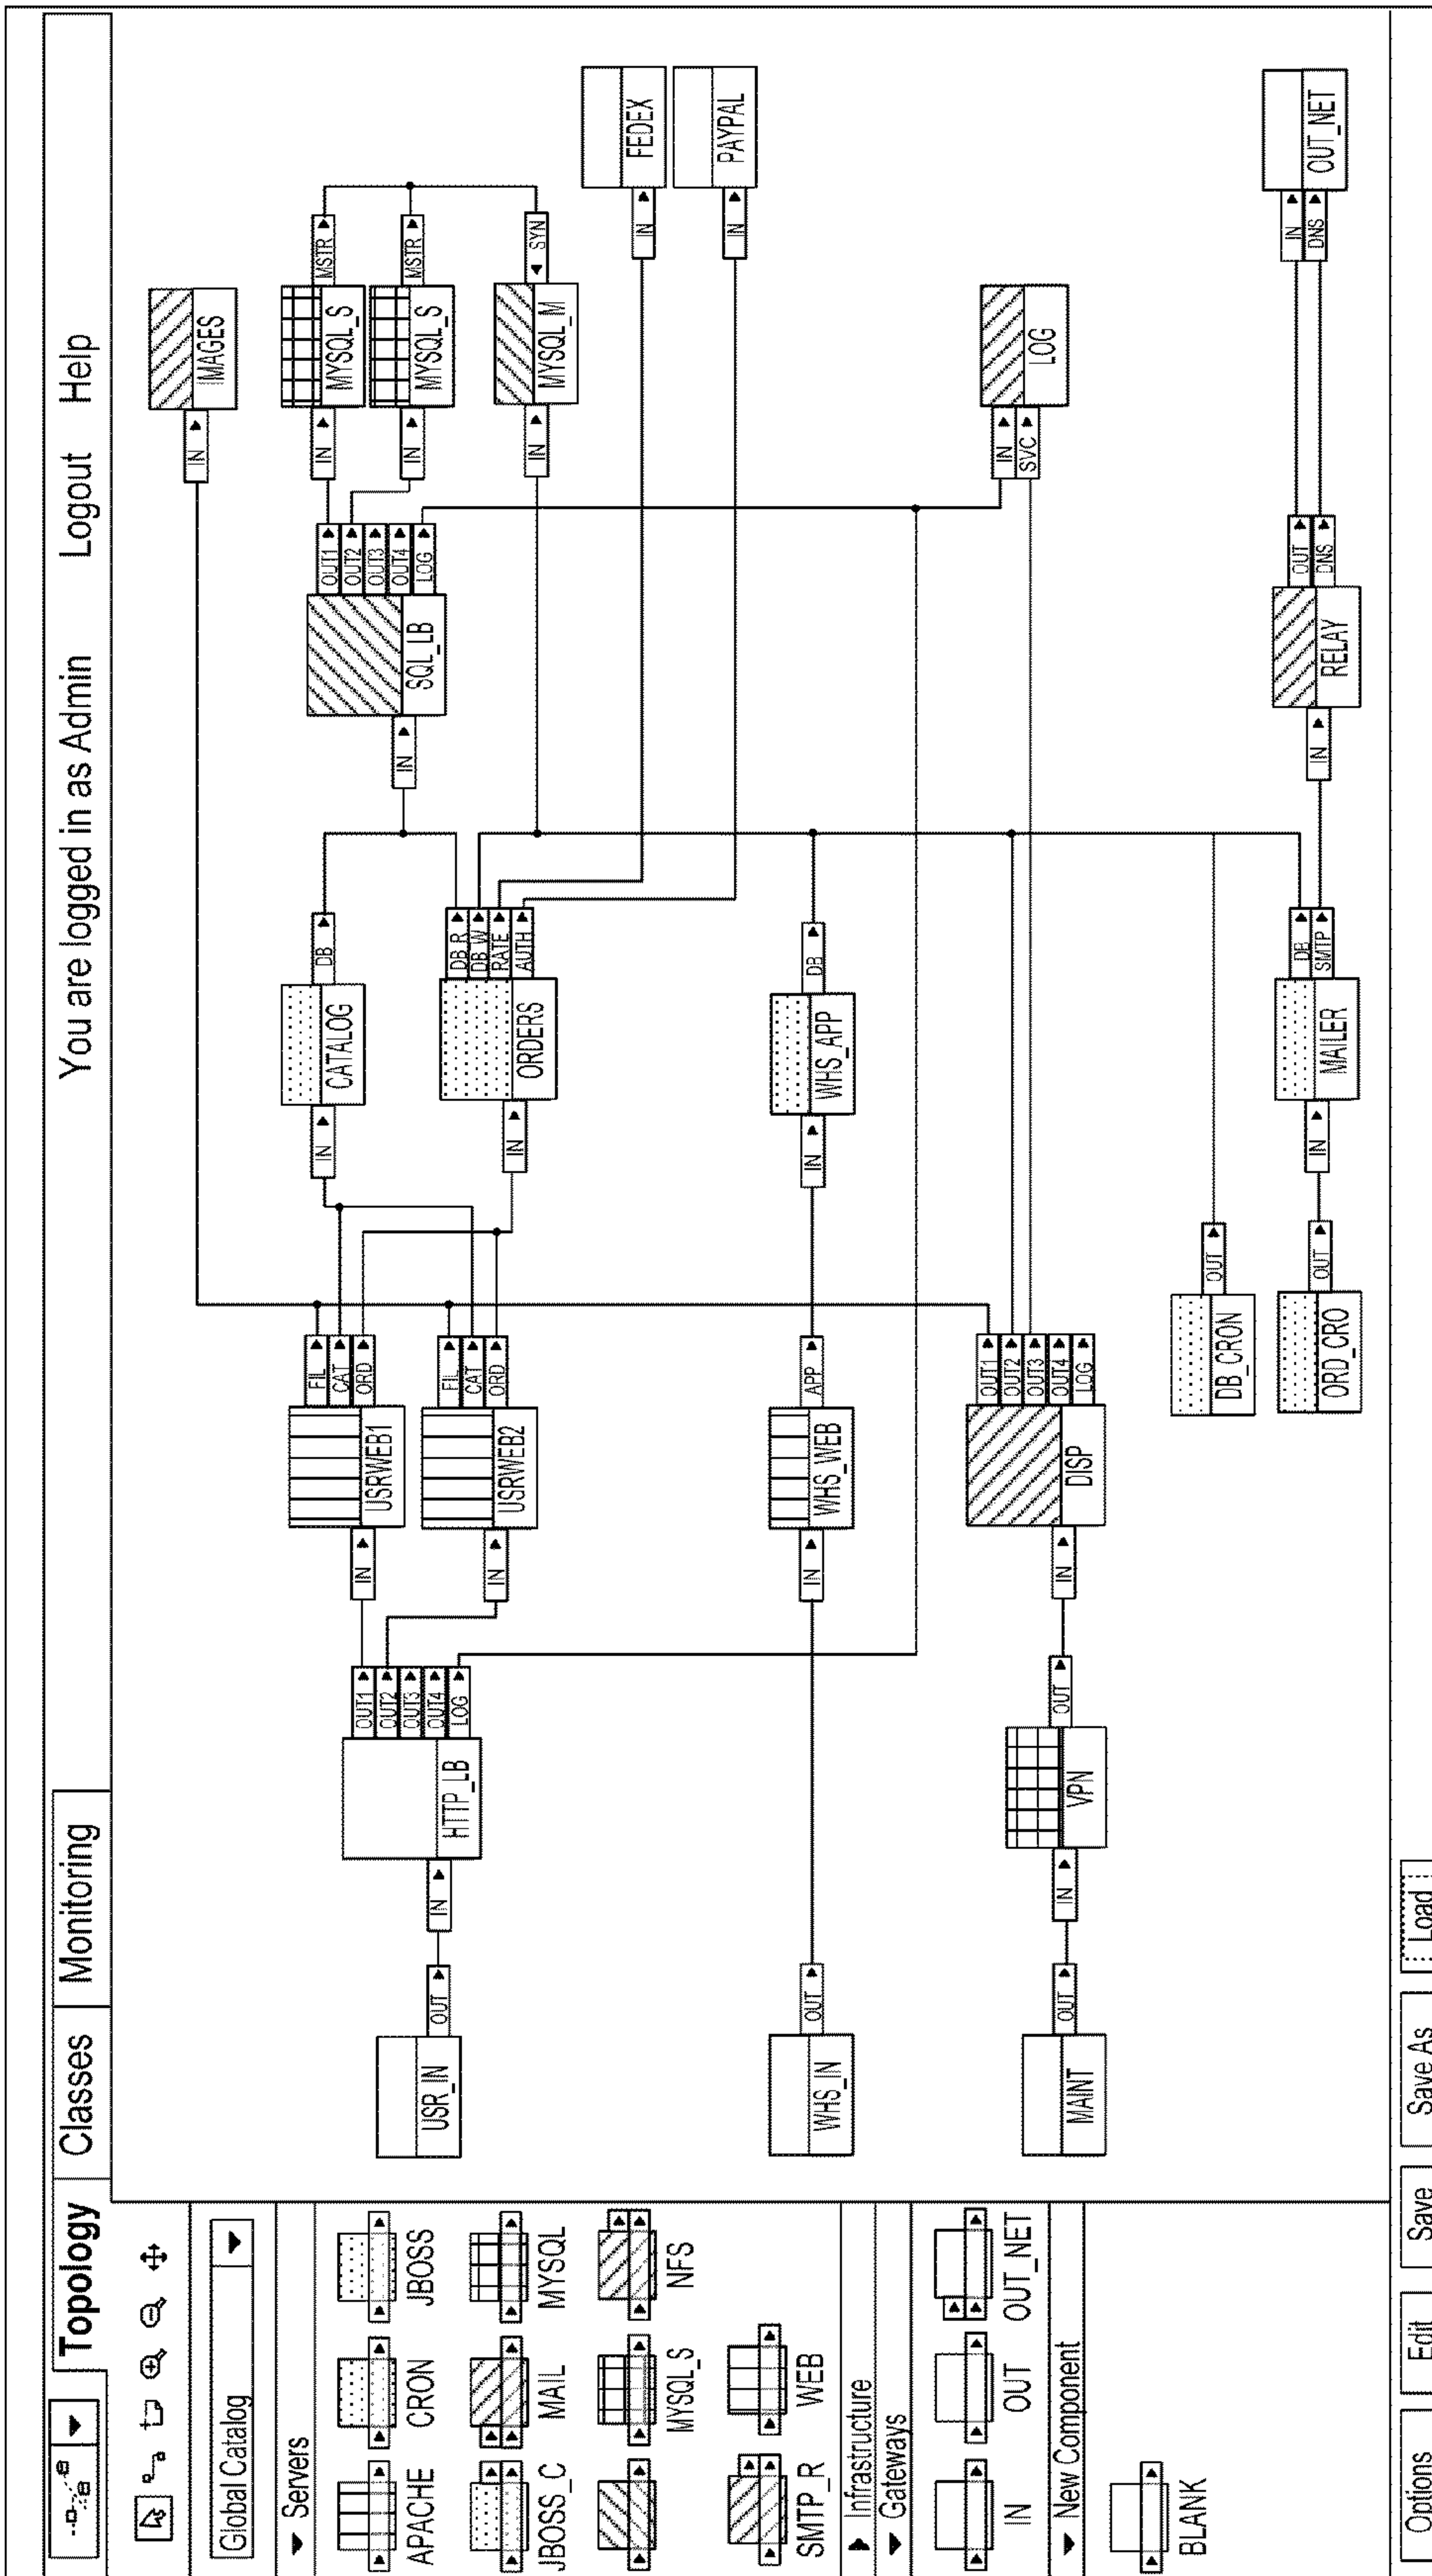 Topology Classes Monitoring You are logged in as Admin Logout Help
Global Catalog
Servers
APACHE CRON JBOSS
JBOSS_C MAIL MYSQL
MYSQL_S NFS
SMTP_R WEB
Infrastructure
Gateways
IN OUT OUT_NET
New Component
BLANK
IN IMAGES
IN MYSQL_S MSTR
IN MYSQL_S MSTR
IN MYSQL_M SYN
IN SQL_LB
OUT1
OUT2
OUT3
OUT4
LOG
IN CATALOG DB
IN ORDERS
DB_R
DB_W
RATE
AUTH
IN FEDEX
IN PAYPAL
IN USRWEB1
FIL
CAT
ORD
IN USRWEB2
FIL
CAT
ORD
USR_IN OUT
IN HTTP_LB
OUT1
OUT2
OUT3
OUT4
LOG
WHS_IN OUT
IN WHS_WEB APP
IN WHS_APP DB
MAINT OUT
IN VPN OUT
IN DISP
OUT1
OUT2
OUT3
OUT4
LOG
IN
SVC
LOG
DB_CRON OUT
ORD_CRO OUT
IN MAILER
DB
SMTP
IN RELAY
OUT
DNS
IN
DNS
OUT_NET
Options Edit Save Save As Load